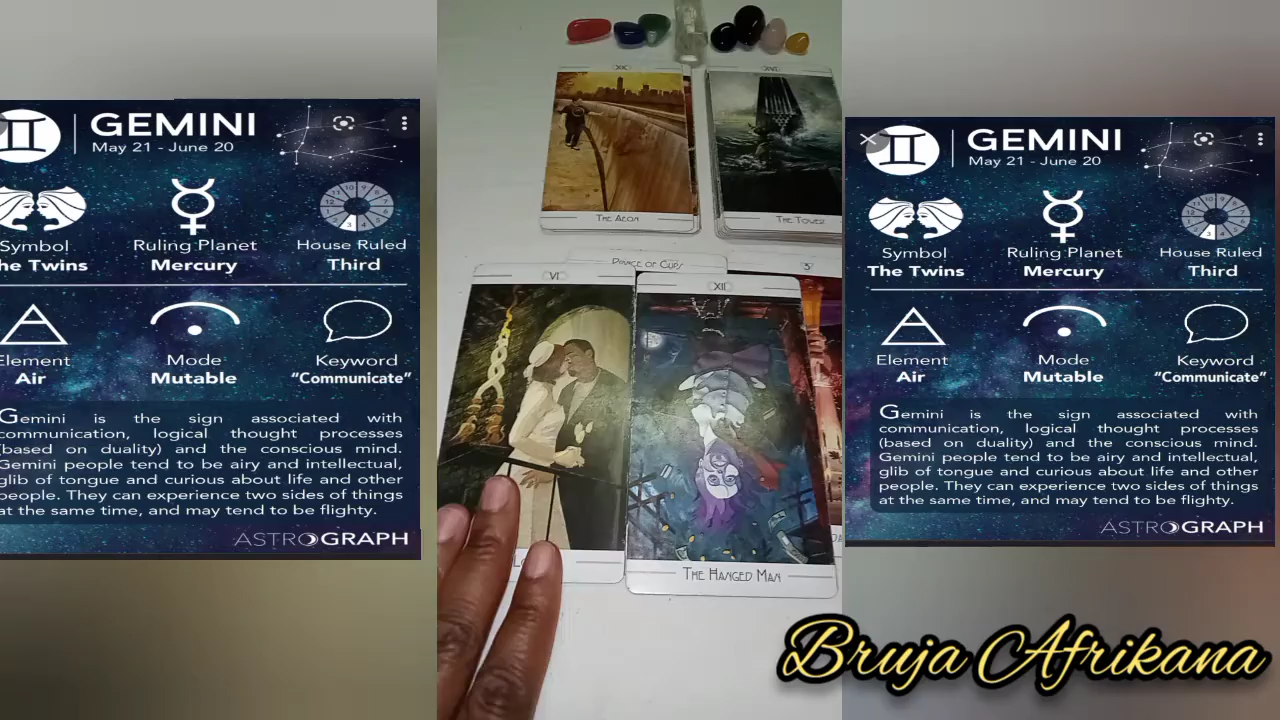 GEMINI
May 21 - June 20
Symbol
The Twins
Ruling Planet
Mercury
House Ruled
Third
Element
Air
Mode
Mutable
Keyword
"Communicate"
Gemini is the sign associated with
communication, logical thought processes
(based on duality) and the conscious mind.
Gemini people tend to be airy and intellectual,
glib of tongue and curious about life and other
people. They can experience two sides of things
at the same time, and may tend to be flighty.
ASTROGRAPH
XX
THE AEON
XVI
THE TOWER
PRINCE OF CUPS
VI
XII
THE HANGED MAN
GEMINI
May 21 - June 20
Symbol
The Twins
Ruling Planet
Mercury
House Ruled
Third
Element
Air
Mode
Mutable
Keyword
"Communicate"
Gemini is the sign associated with
communication, logical thought processes
(based on duality) and the conscious mind.
Gemini people tend to be airy and intellectual,
glib of tongue and curious about life and other
people. They can experience two sides of things
at the same time, and may tend to be flighty.
ASTROGRAPH
Bruja Afrikana